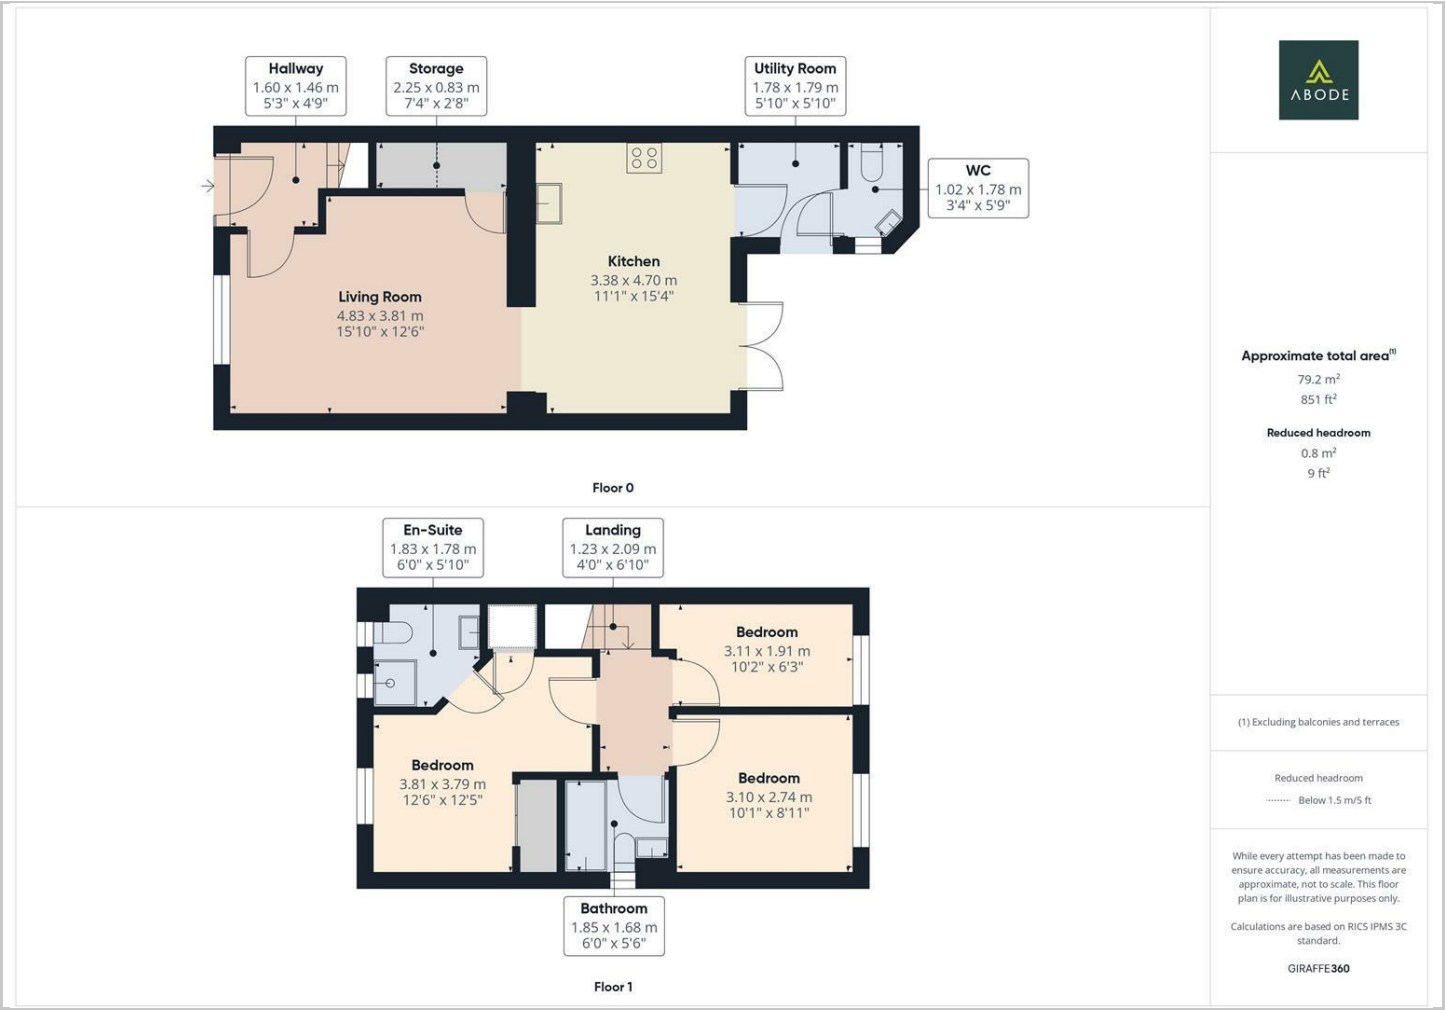 Hallway
1.60 x 1.46 m
5'3" x 4'9"
Storage
2.25 x 0.83 m
7'4" x 2'8"
Utility Room
1.78 x 1.79 m
5'10" x 5'10"
WC
1.02 x 1.78 m
3'4" x 5'9"
Kitchen
3.38 x 4.70 m
11'1" x 15'4"
Living Room
4.83 x 3.81 m
15'10" x 12'6"
Floor 0
En-Suite
1.83 x 1.78 m
6'0" x 5'10"
Landing
1.23 x 2.09 m
4'0" x 6'10"
Bedroom
3.11 x 1.91 m
10'2" x 6'3"
Bedroom
3.81 x 3.79 m
12'6" x 12'5"
Bedroom
3.10 x 2.74 m
10'1" x 8'11"
Bathroom
1.85 x 1.68 m
6'0" x 5'6"
Floor 1
ABODE
Approximate total area⁽¹⁾
79.2 m²
851 ft²
Reduced headroom
0.8 m²
9 ft²
(1) Excluding balconies and terraces
Reduced headroom
Below 1.5 m/5 ft
While every attempt has been made to
ensure accuracy, all measurements are
approximate, not to scale. This floor
plan is for illustrative purposes only.
Calculations are based on RICS IPMS 3C
standard.
GIRAFFE360